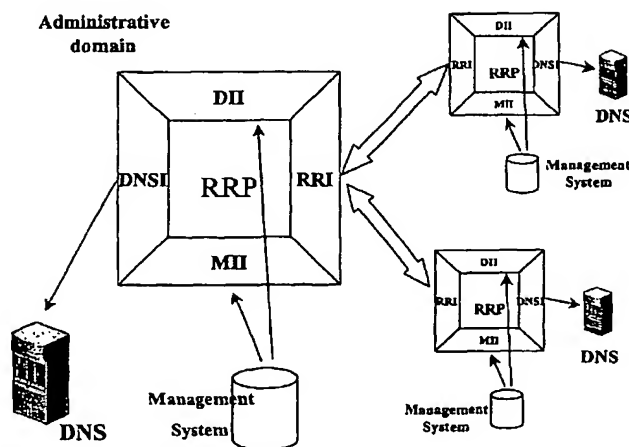 Administrative
domain
DII
DNSI
RRP
RRI
MII
DNS
Management
System
DII
RRI
RRP
DNSI
MII
DNS
Management
System
DII
RRI
RRP
DNSI
MII
DNS
Management
System